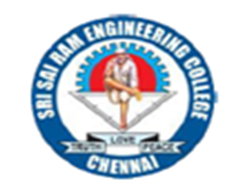 SRI SAI RAM ENGINEERING COLLEGE
LOVE
TRUTH PEACE
CHENNAI